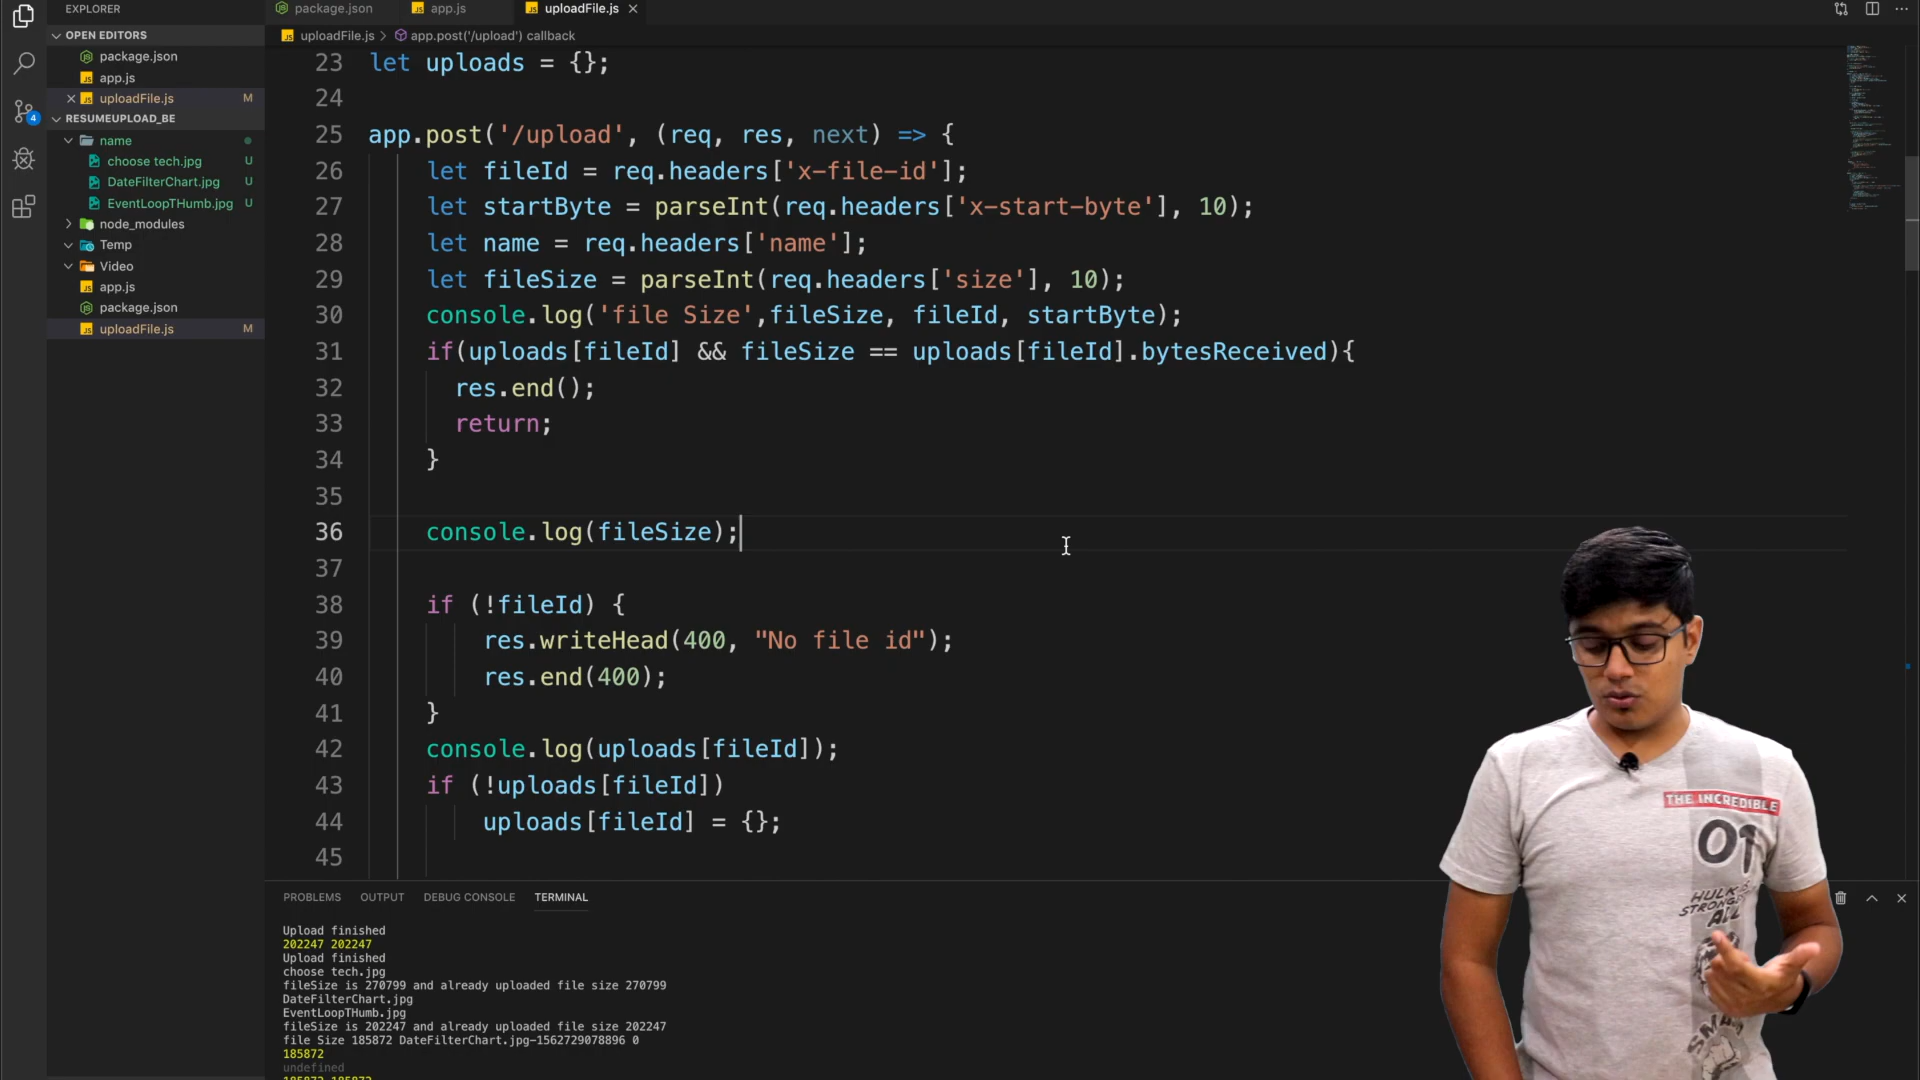 EXPLORER
package.json
app.js
uploadFile.js
OPEN EDITORS
uploadFile.js
app.post('/upload') callback
package.json
app.js
uploadFile.js M
4
RESUMEUPLOAD_BE
name
choose tech.jpg U
DateFilterChart.jpg U
EventLoopTHumb.jpg U
node_modules
Temp
Video
app.js
package.json
uploadFile.js M
23 let uploads = {};
24
25 app.post('/upload', (req, res, next) => {
26 let fileId = req.headers['x-file-id'];
27 let startByte = parseInt(req.headers['x-start-byte'], 10);
28 let name = req.headers['name'];
29 let fileSize = parseInt(req.headers['size'], 10);
30 console.log('file Size',fileSize, fileId, startByte);
31 if(uploads[fileId] && fileSize == uploads[fileId].bytesReceived){
32 res.end();
33 return;
34 }
35
36 console.log(fileSize);
37
38 if (!fileId) {
39 res.writeHead(400, "No file id");
40 res.end(400);
41 }
42 console.log(uploads[fileId]);
43 if (!uploads[fileId])
44 uploads[fileId] = {};
45
PROBLEMS OUTPUT DEBUG CONSOLE TERMINAL
Upload finished
202247 202247
Upload finished
choose tech.jpg
fileSize is 270799 and already uploaded file size 270799
DateFilterChart.jpg
EventLoopTHumb.jpg
fileSize is 202247 and already uploaded file size 202247
file Size 185872 DateFilterChart.jpg-1562729078896 0
185872
undefined
185872 185872
THE INCREDIBLE
01
HULK IS
STRONGEST
ALL